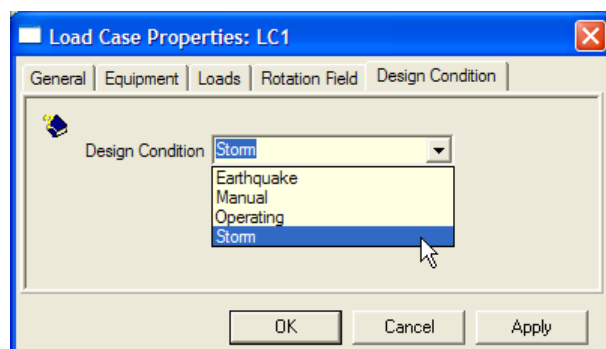 Load Case Properties: LC1
General Equipment Loads Rotation Field Design Condition
Design Condition Storm
Earthquake
Manual
Operating
Storm
OK Cancel Apply